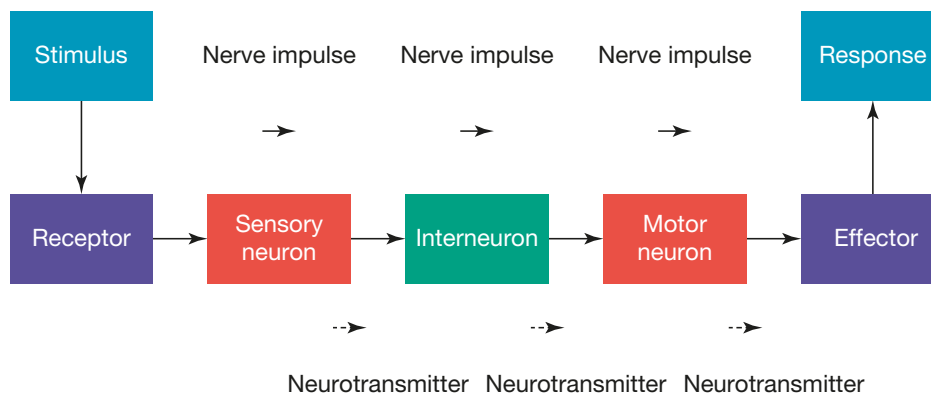 Stimulus
Nerve impulse
Nerve impulse
Nerve impulse
Response
Receptor
Sensory
neuron
Interneuron
Motor
neuron
Effector
Neurotransmitter
Neurotransmitter
Neurotransmitter